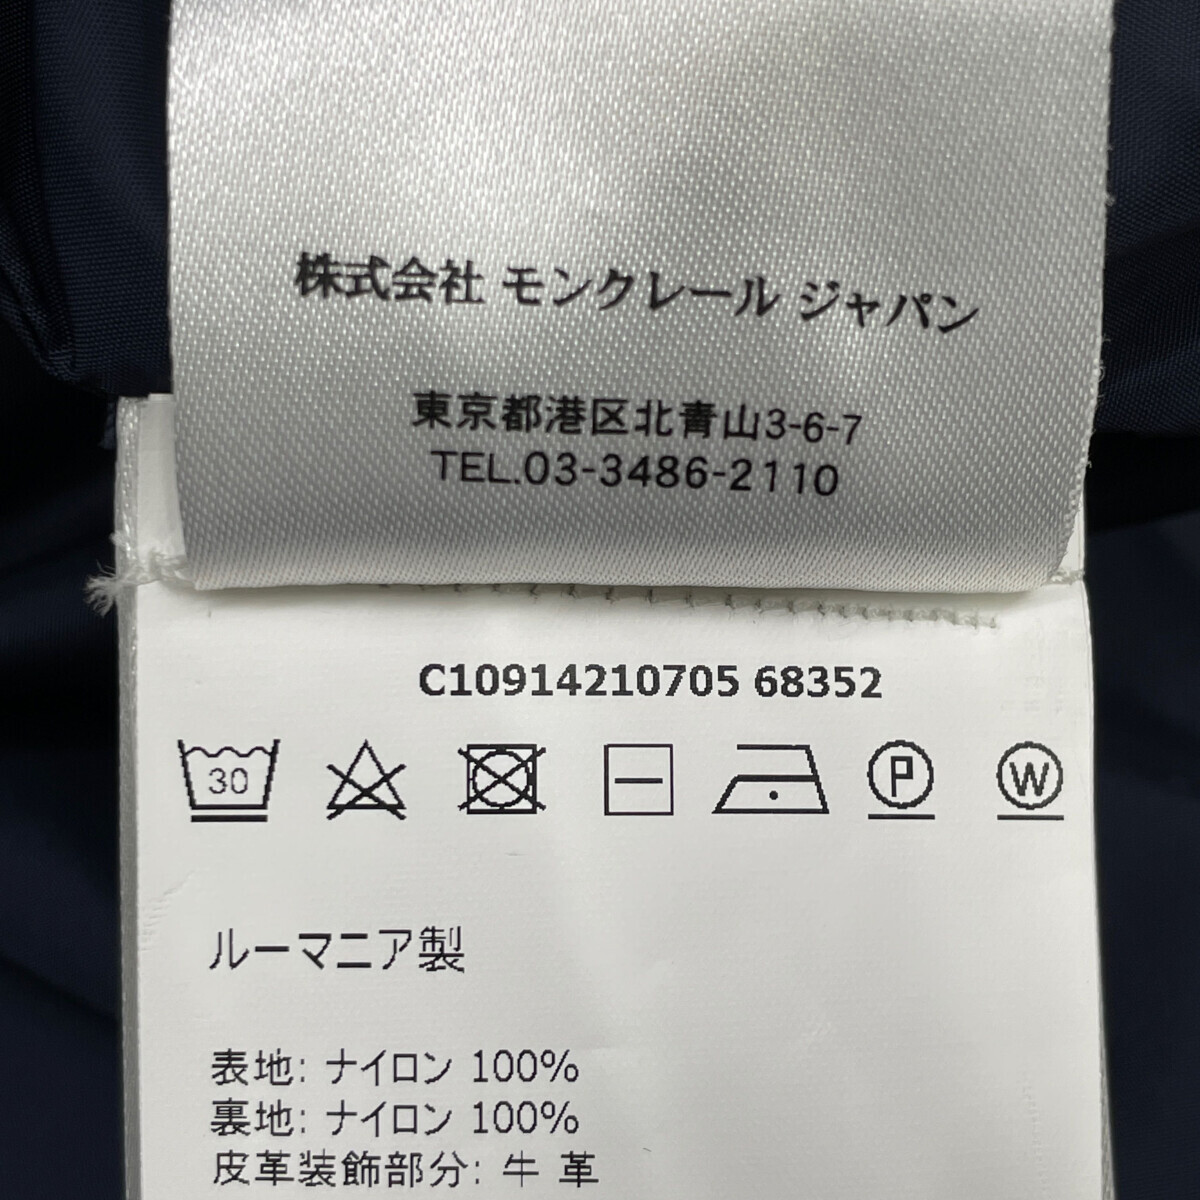 株式会社 モンクレール ジャパン
東京都港区北青山3-6-7
TEL.03-3486-2110
C10914210705 68352
30 P W
ルーマニア製
表地: ナイロン 100%
裏地: ナイロン 100%
皮革装飾部分: 牛 革